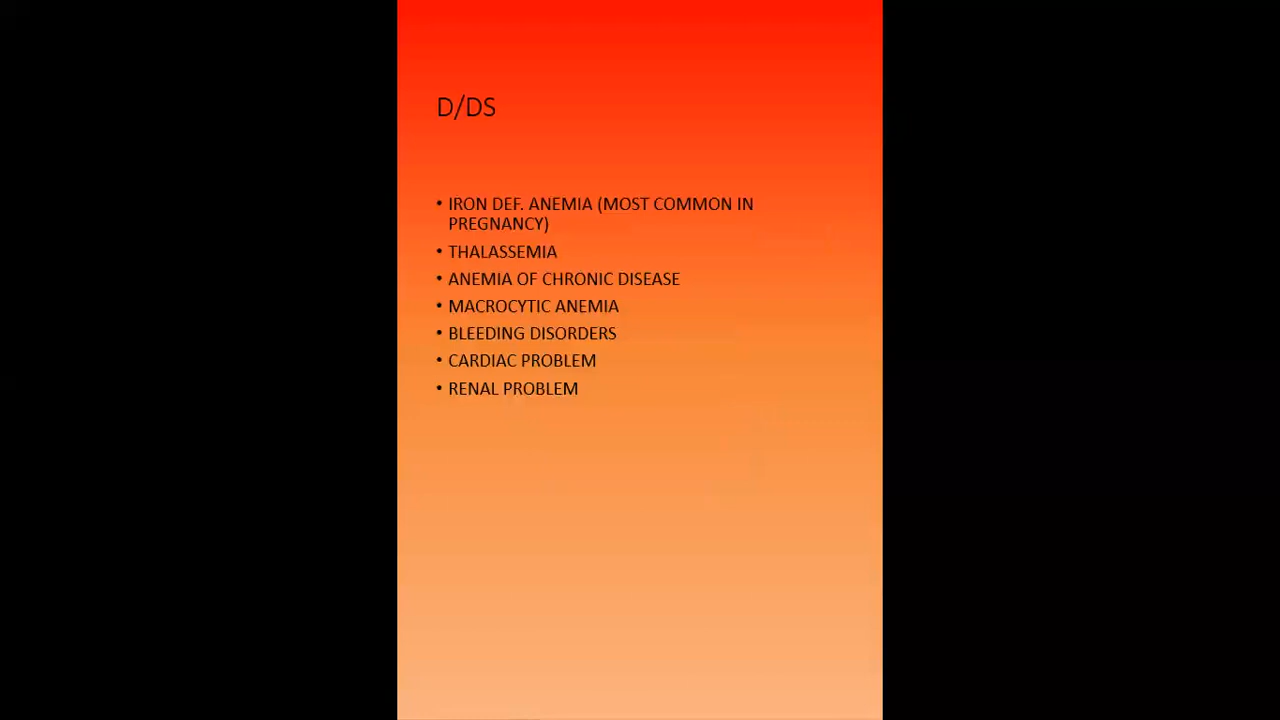 D/DS
• IRON DEF. ANEMIA (MOST COMMON IN
PREGNANCY)
• THALASSEMIA
• ANEMIA OF CHRONIC DISEASE
• MACROCYTIC ANEMIA
• BLEEDING DISORDERS
• CARDIAC PROBLEM
• RENAL PROBLEM